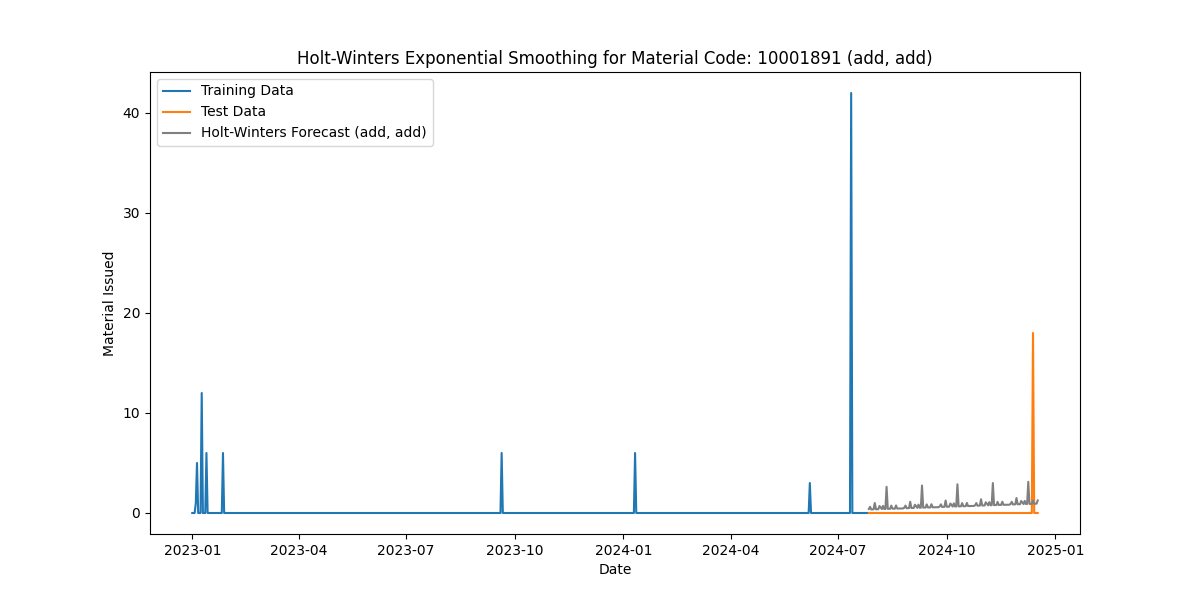 Holt-Winters Exponential Smoothing for Material Code: 10001891 (add, add)
Training Data
Test Data
Holt-Winters Forecast (add, add)
Material Issued
40
30
20
10
0
2023-01
2023-04
2023-07
2023-10
2024-01
2024-04
2024-07
2024-10
2025-01
Date